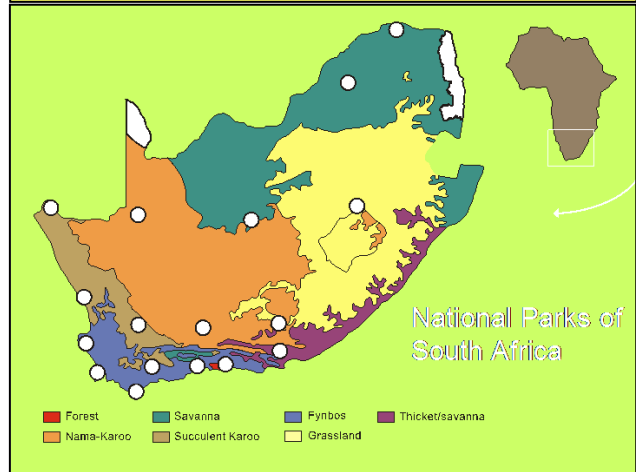 National Parks of
South Africa
Forest Savanna Fynbos Thicket/savanna
Nama-Karoo Succulent Karoo Grassland